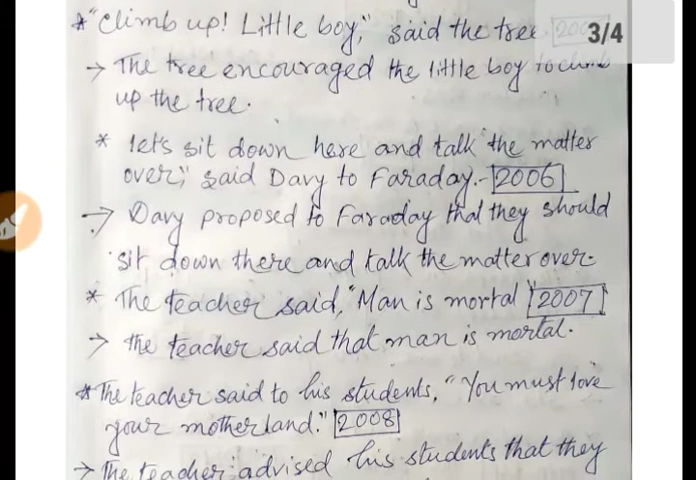 * "Climb up! Little boy," said the tree.
3/4
→ The tree encouraged the little boy to climb
up the tree.
* let's sit down here and talk the matter
over," said Davy to Faraday.- 2006
→ Davy proposed to Faraday that they should
sit down there and talk the matter over.
* The teacher said, "Man is mortal 2007
→ the teacher said that man is mortal.
* The teacher said to his students, "You must love
your motherland." 2008
→ The teacher advised his students that they